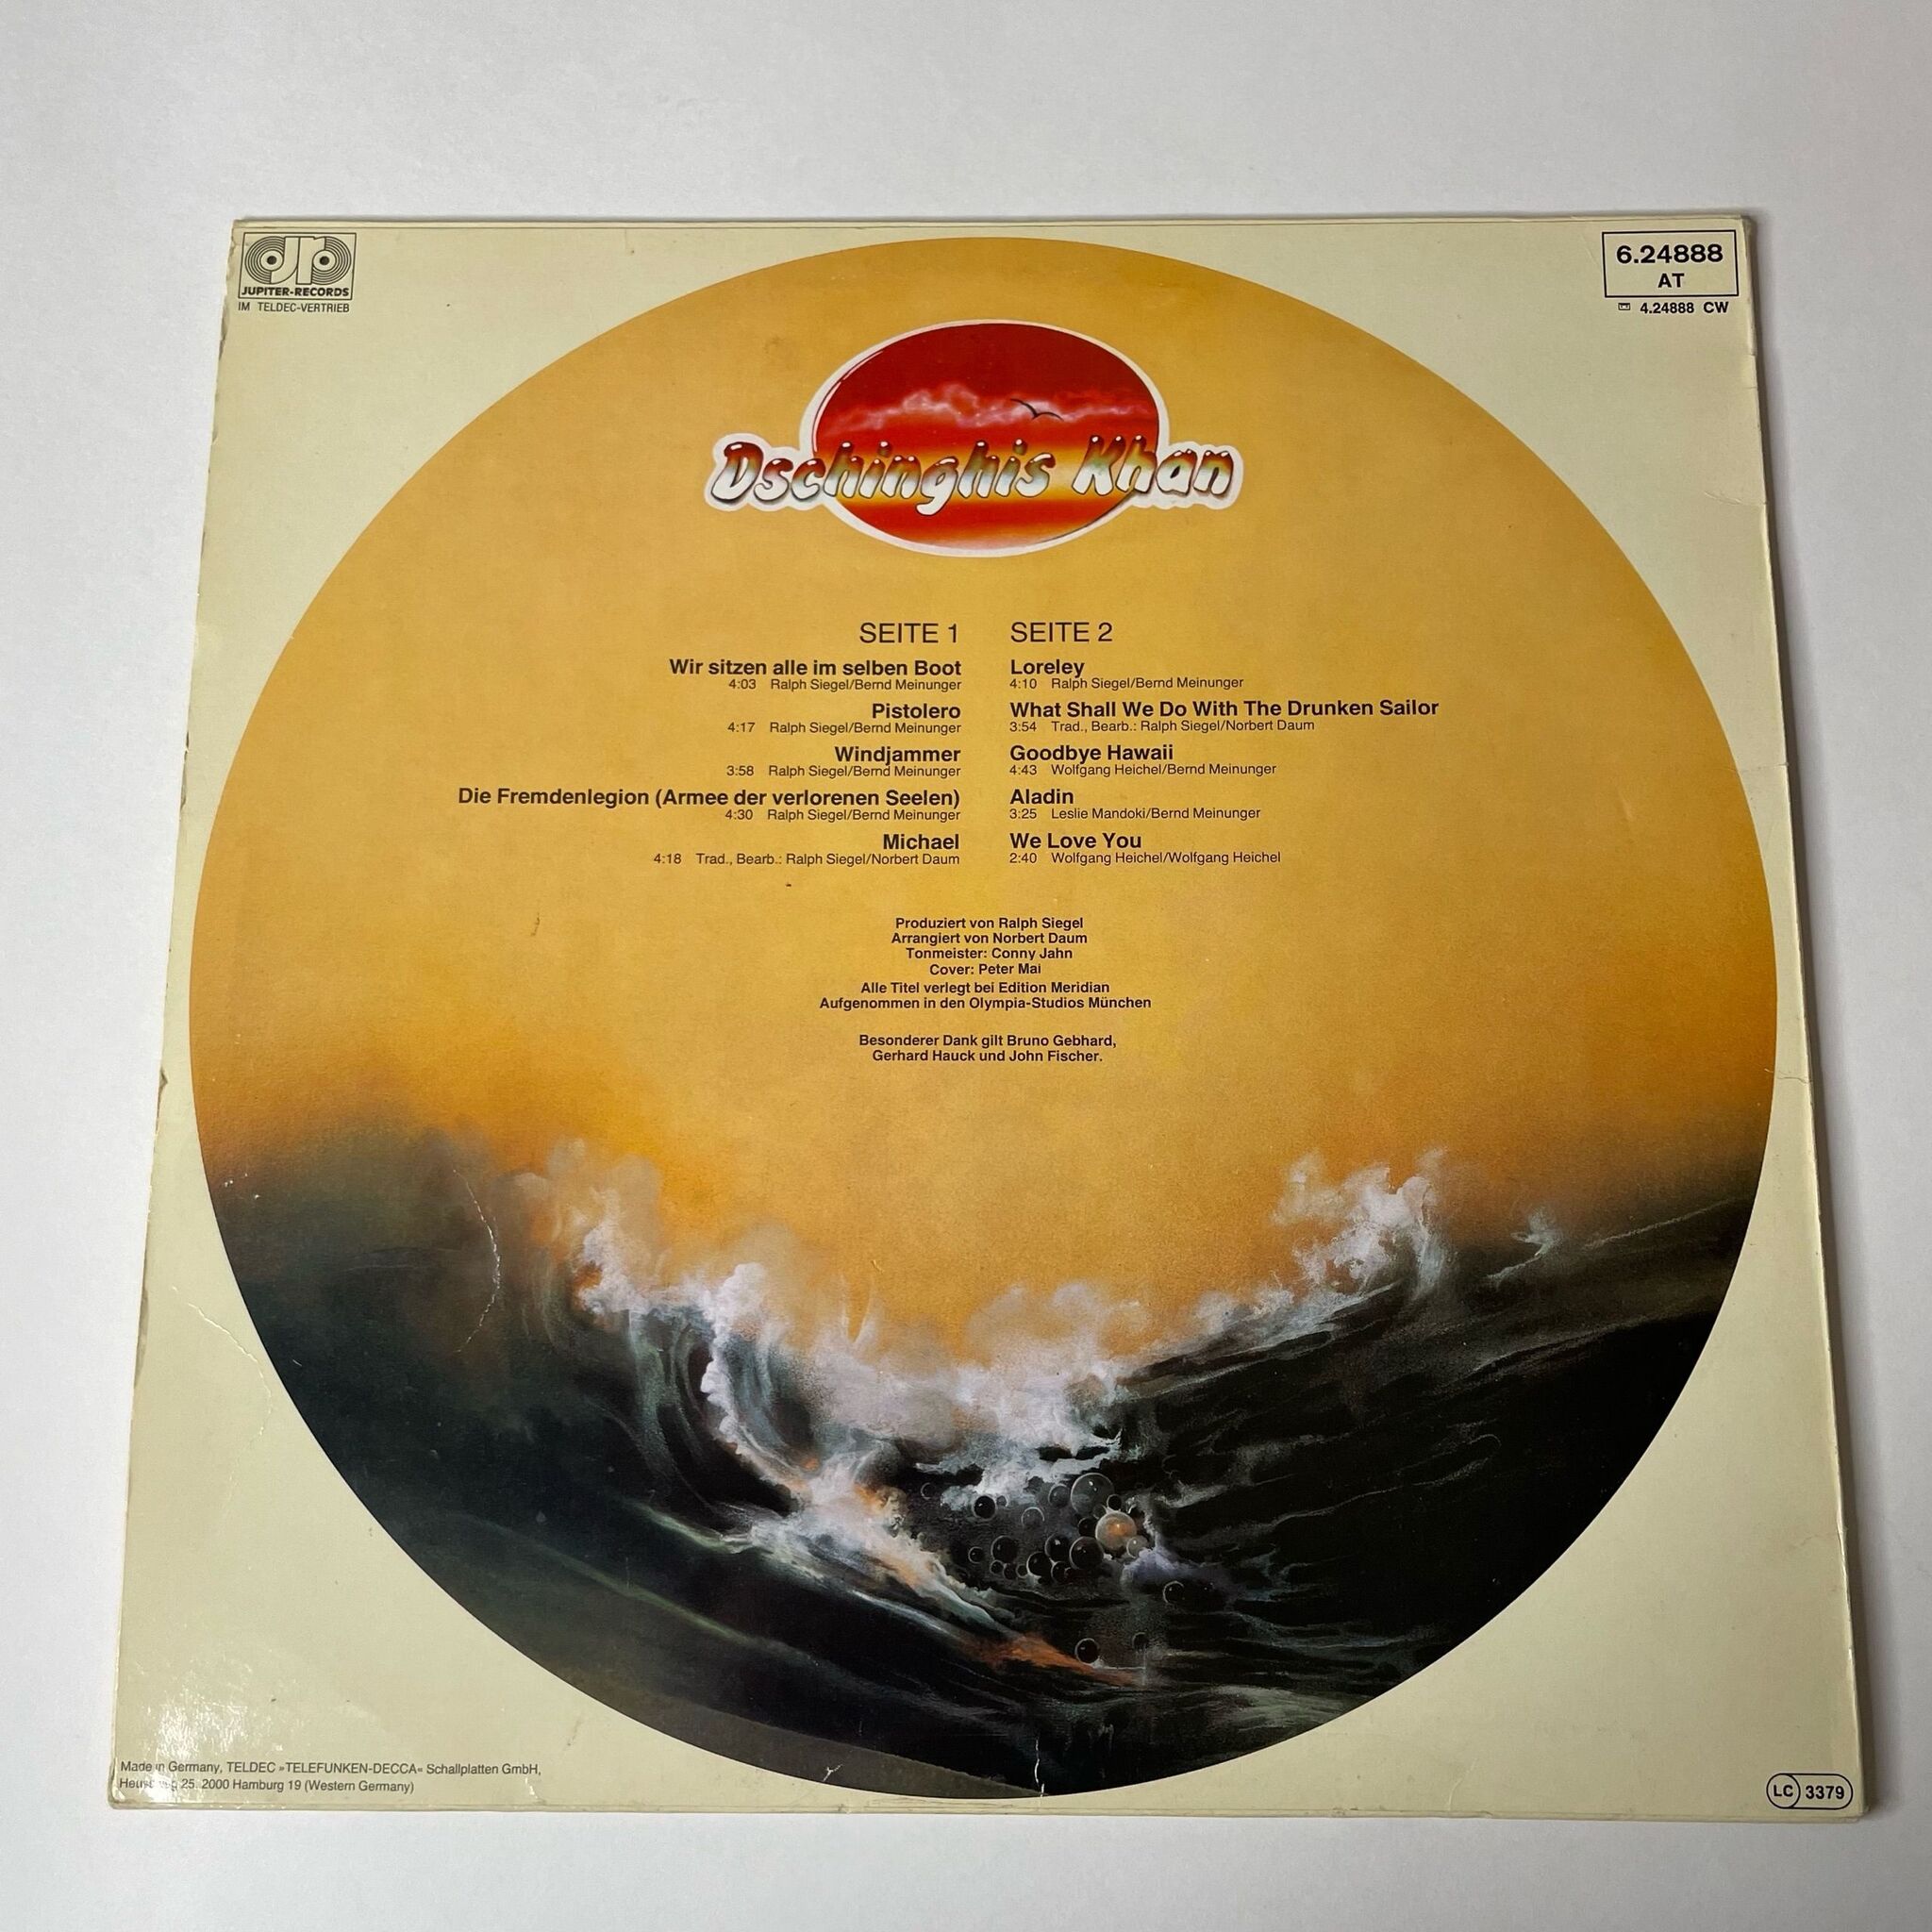 JUPITER-RECORDS
IM TELDEC-VERTRIEB
6.24888
AT
4.24888 CW
Dschinghis Khan
SEITE 1
Wir sitzen alle im selben Boot
4:03 Ralph Siegel/Bernd Meinunger
Pistolero
4:17 Ralph Siegel/Bernd Meinunger
Windjammer
3:58 Ralph Siegel/Bernd Meinunger
Die Fremdenlegion (Armee der verlorenen Seelen)
4:30 Ralph Siegel/Bernd Meinunger
Michael
4:18 Trad., Bearb.: Ralph Siegel/Norbert Daum
SEITE 2
Loreley
4:10 Ralph Siegel/Bernd Meinunger
What Shall We Do With The Drunken Sailor
3:54 Trad., Bearb.: Ralph Siegel/Norbert Daum
Goodbye Hawaii
4:43 Wolfgang Heichel/Bernd Meinunger
Aladin
3:25 Leslie Mandoki/Bernd Meinunger
We Love You
2:40 Wolfgang Heichel/Wolfgang Heichel
Produziert von Ralph Siegel
Arrangiert von Norbert Daum
Tonmeister: Conny Jahn
Cover: Peter Mai
Alle Titel verlegt bei Edition Meridian
Aufgenommen in den Olympia-Studios München
Besonderer Dank gilt Bruno Gebhard,
Gerhard Hauck und John Fischer.
Made in Germany, TELDEC »TELEFUNKEN-DECCA« Schallplatten GmbH,
25, 2000 Hamburg 19 (Western Germany)
LC 3379